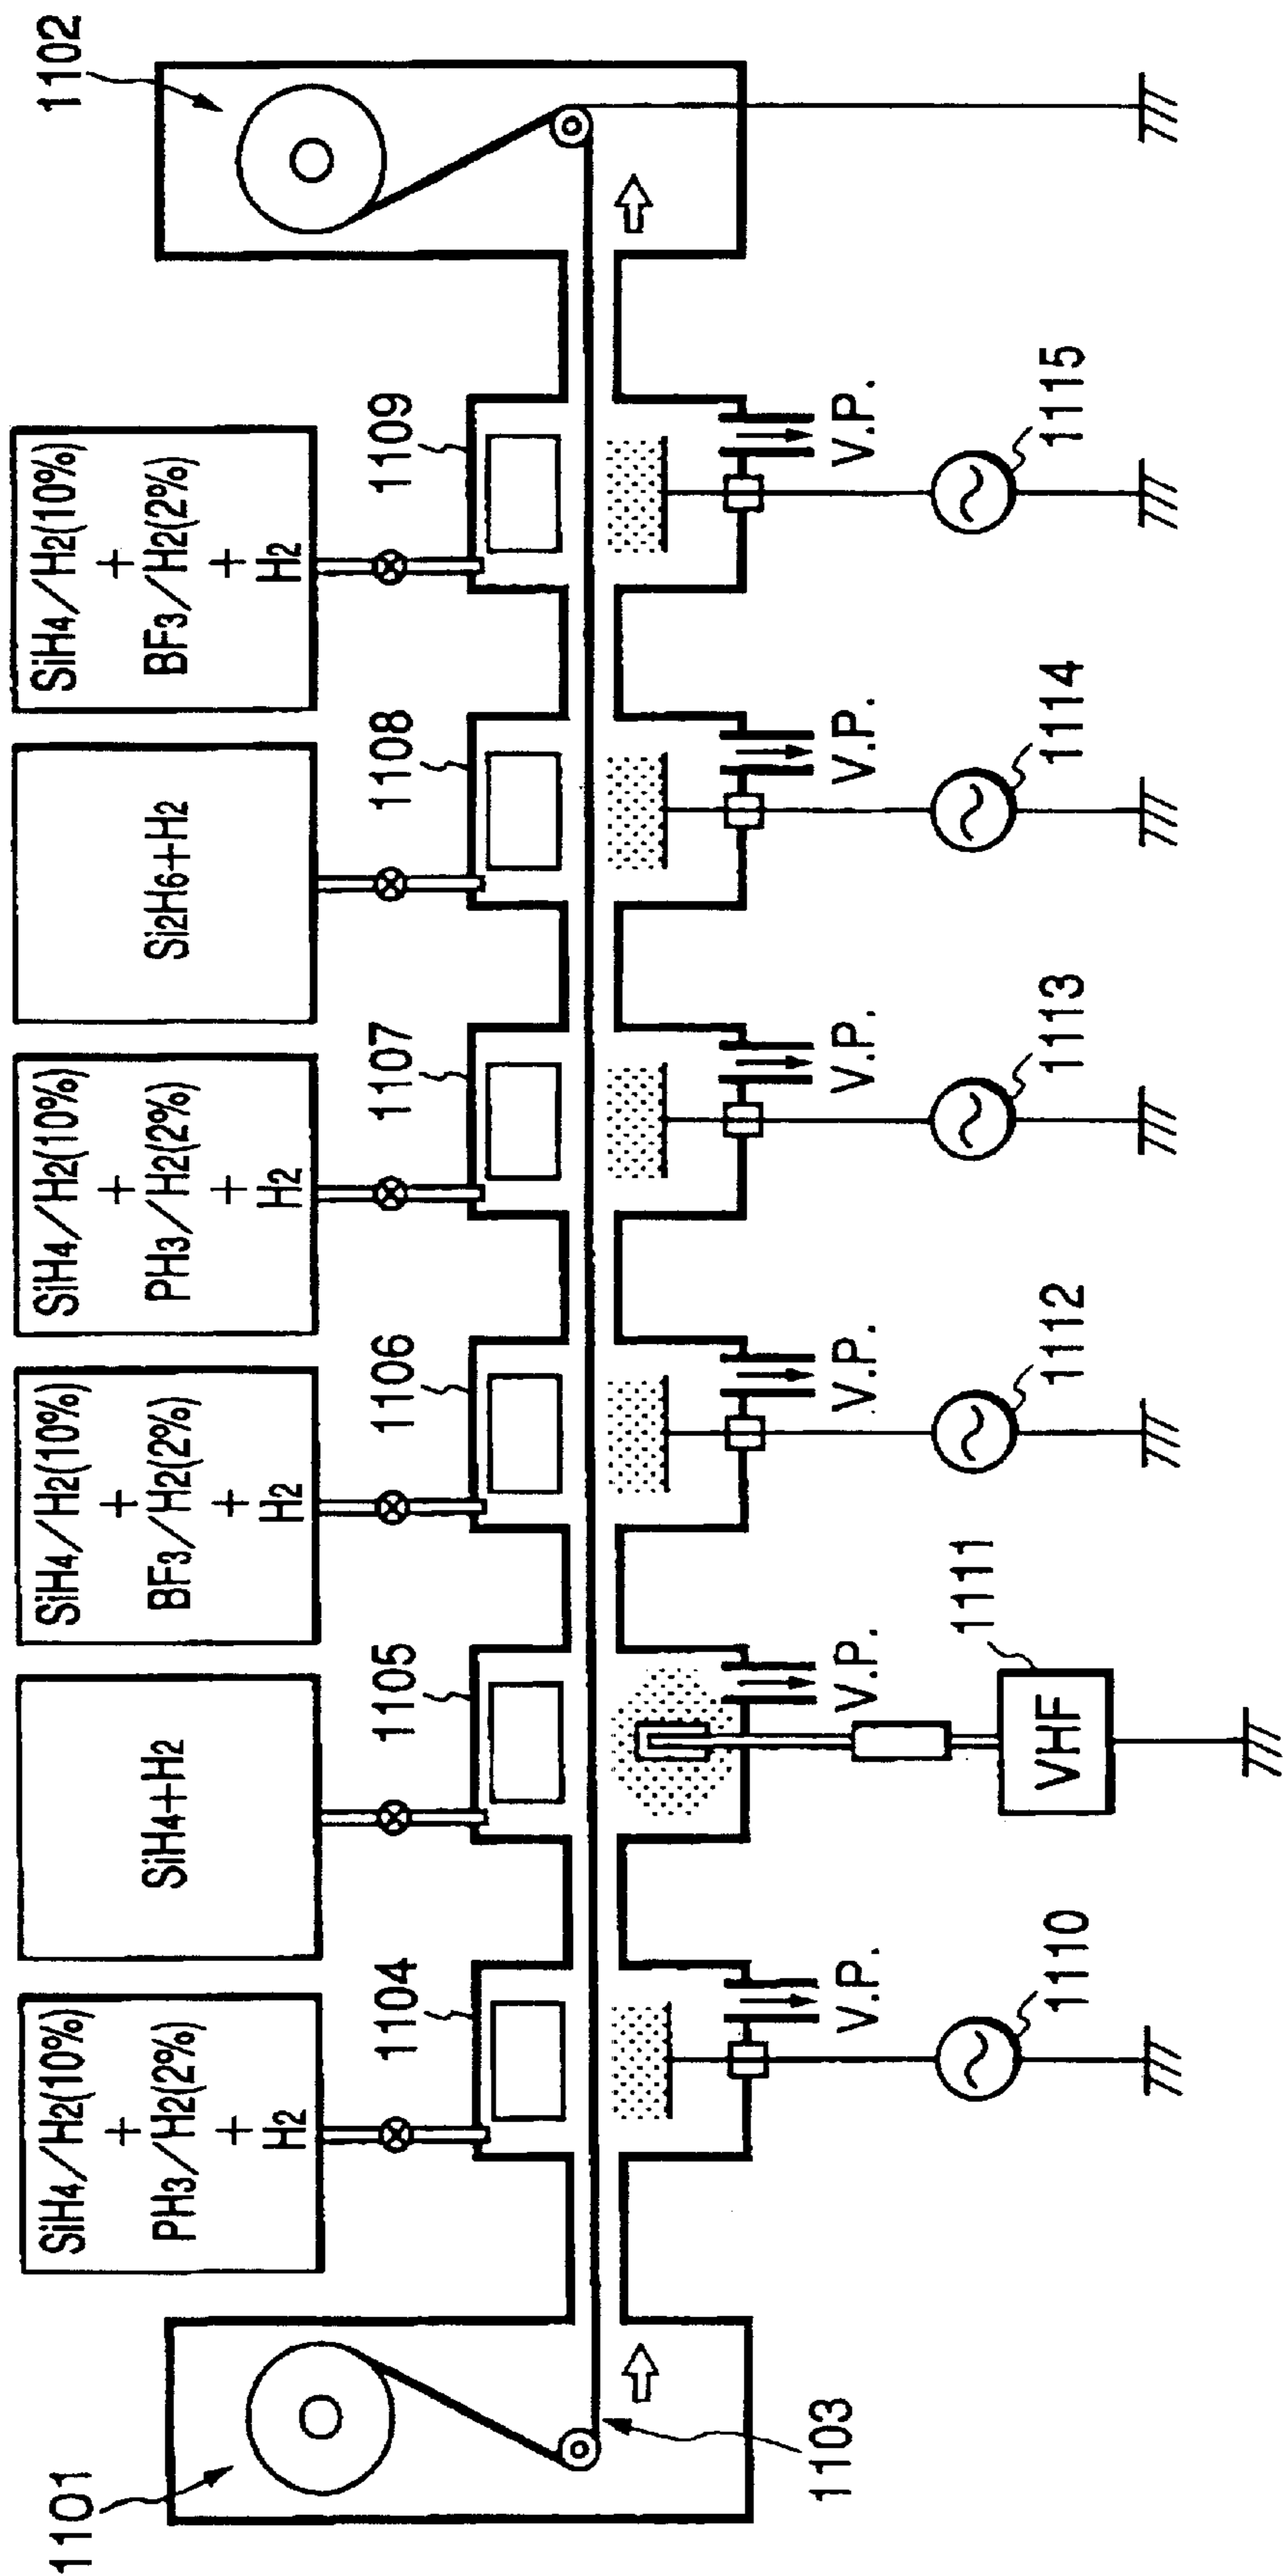 SiH4/H2(10%)
+
PH3/H2(2%)
+
H2
SiH4+H2
SiH4/H2(10%)
+
BF3/H2(2%)
+
H2
SiH4/H2(10%)
+
PH3/H2(2%)
+
H2
Si2H6+H2
SiH4/H2(10%)
+
BF3/H2(2%)
+
H2
1101
1102
1104
1105
1106
1107
1108
1109
1103
V.P.
V.P.
V.P.
V.P.
V.P.
V.P.
1110
1111
VHF
1112
1113
1114
1115